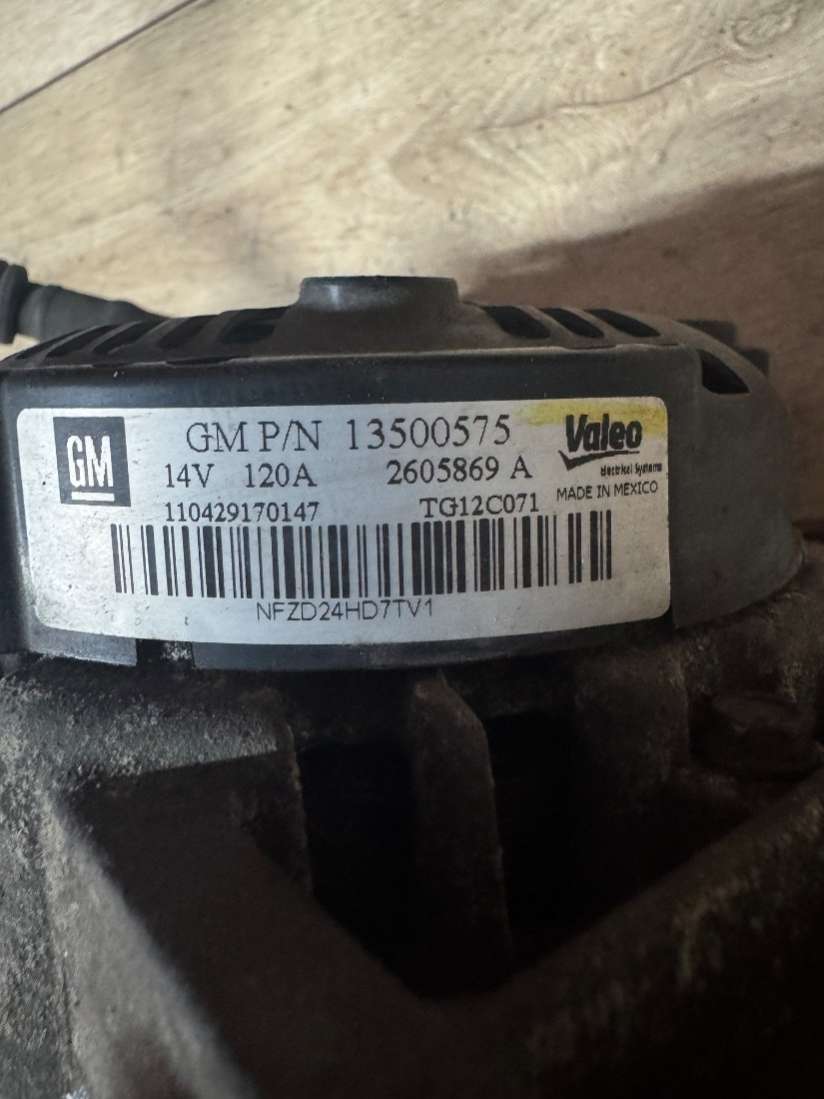 GM
GM P/N 13500575
Valeo
Electrical Systems
14V 120A 2605869 A
MADE IN MEXICO
110429170147 TG12C071
NFZD24HD7TV1